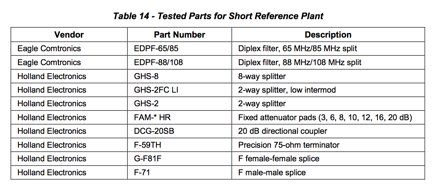 Table 14 - Tested Parts for Short Reference Plant
Vendor Part Number Description
Eagle Comtronics EDPF-65/85 Diplex filter, 65 MHz/85 MHz split
Eagle Comtronics EDPF-88/108 Diplex filter, 88 MHz/108 MHz split
Holland Electronics GHS-8 8-way splitter
Holland Electronics GHS-2FC LI 2-way splitter, low intermod
Holland Electronics GHS-2 2-way splitter
Holland Electronics FAM-* HR Fixed attenuator pads (3, 6, 8, 10, 12, 16, 20 dB)
Holland Electronics DCG-20SB 20 dB directional coupler
Holland Electronics F-59TH Precision 75-ohm terminator
Holland Electronics G-F81F F female-female splice
Holland Electronics F-71 F male-male splice